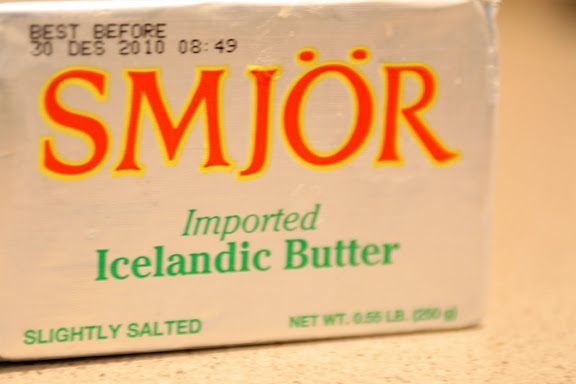 BEST BEFORE
30 DES 2010 08:49
SMJÖR
Imported
Icelandic Butter
SLIGHTLY SALTED
NET WT. 0.55 LB. (250 g)